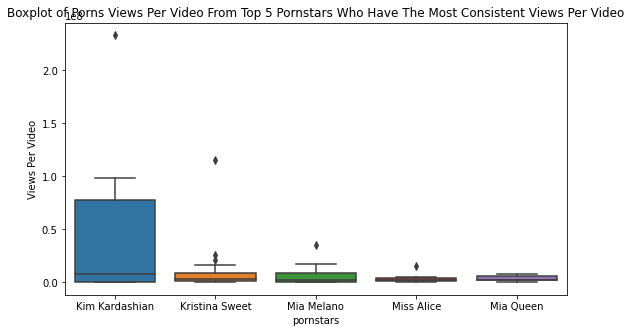 Boxplot of Porns Views Per Video From Top 5 Pornstars Who Have The Most Consistent Views Per Video
1e8
2.0
1.5
1.0
0.5
0.0
Views Per Video
Kim Kardashian Kristina Sweet Mia Melano Miss Alice Mia Queen
pornstars